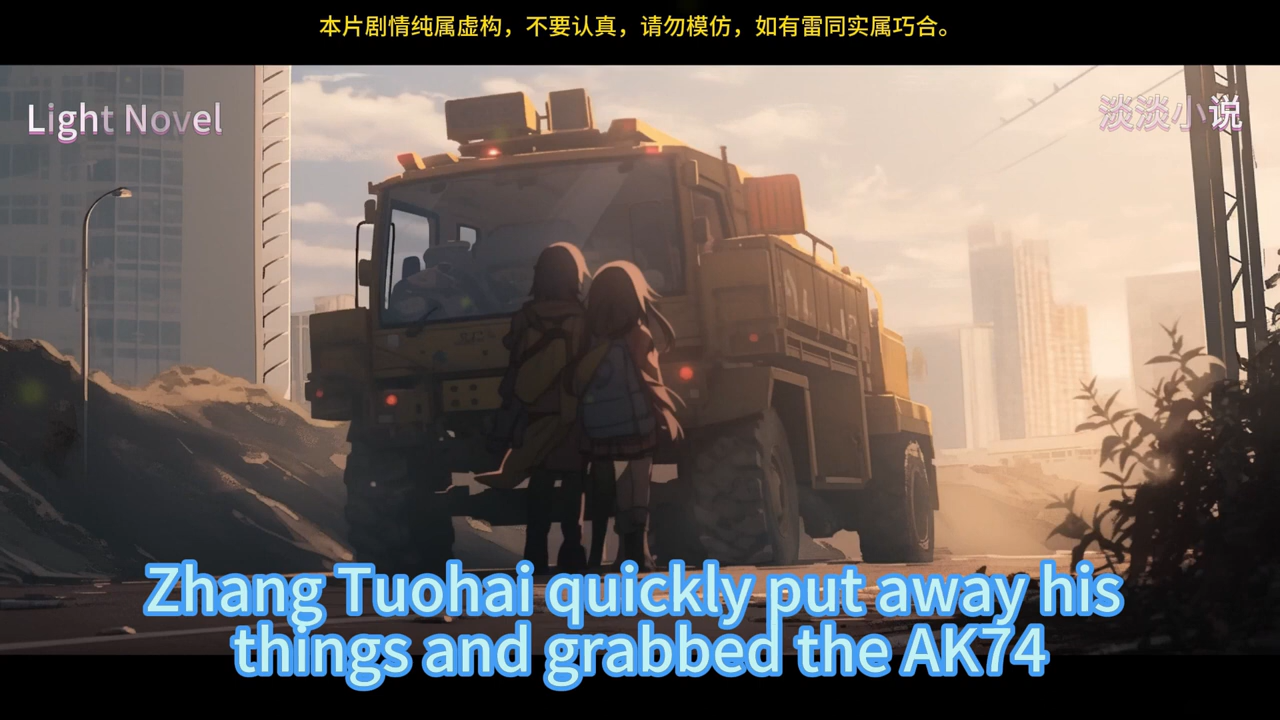 本片剧情纯属虚构，不要认真，请勿模仿，如有雷同实属巧合。
Light Novel
淡淡小说
Zhang Tuohai quickly put away his
things and grabbed the AK74